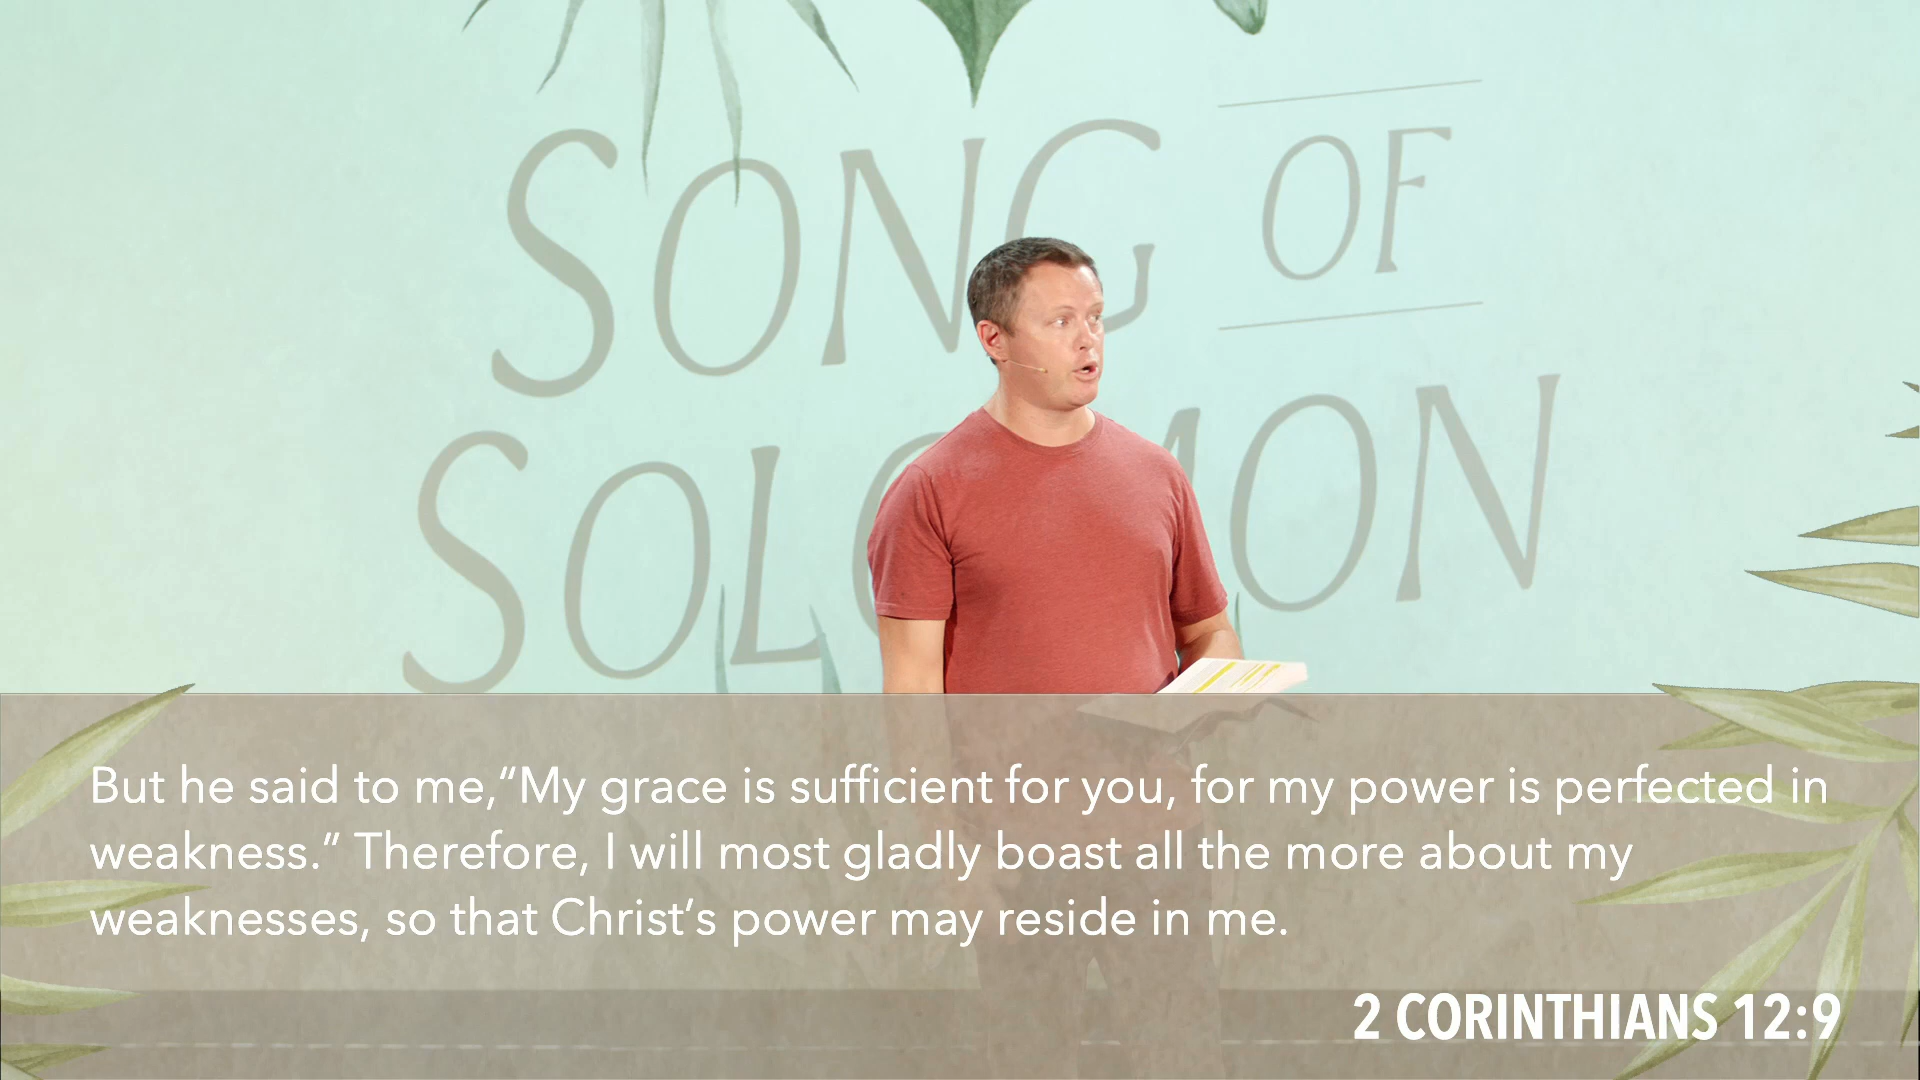 SONG OF
SOLOMON
But he said to me,“My grace is sufficient for you, for my power is perfected in
weakness.” Therefore, I will most gladly boast all the more about my
weaknesses, so that Christ’s power may reside in me.
2 CORINTHIANS 12:9